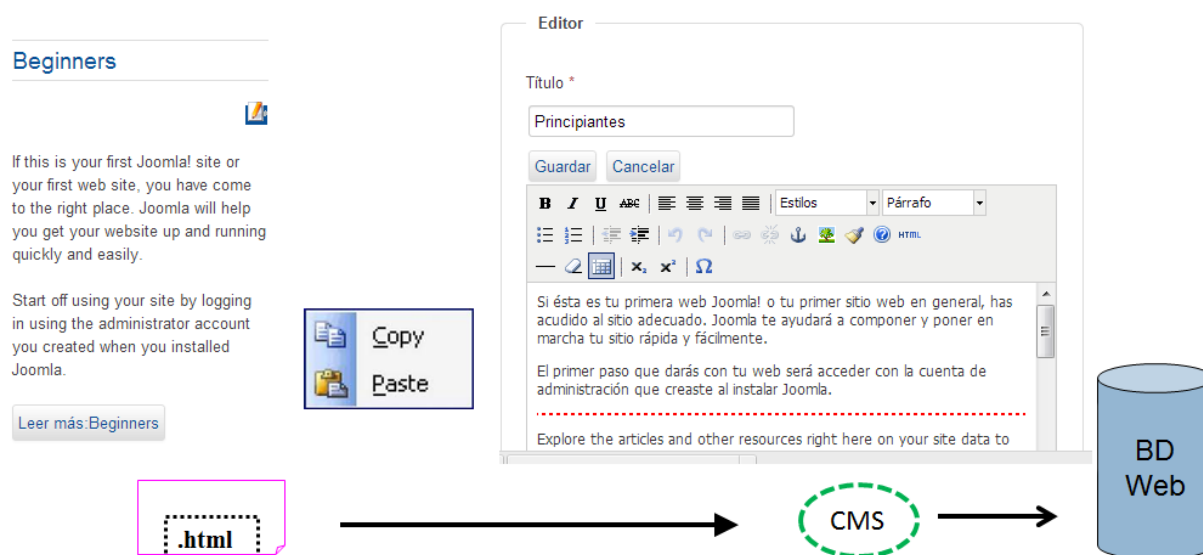 Beginners
If this is your first Joomla! site or
your first web site, you have come
to the right place. Joomla will help
you get your website up and running
quickly and easily.
Start off using your site by logging
in using the administrator account
you created when you installed
Joomla.
Leer más:Beginners
Copy
Paste
Editor
Título *
Principiantes
Guardar Cancelar
B I U ABC Estilos Párrafo
HTML
x₂ x² Ω
Si ésta es tu primera web Joomla! o tu primer sitio web en general, has
acudido al sitio adecuado. Joomla te ayudará a componer y poner en
marcha tu sitio rápida y fácilmente.
El primer paso que darás con tu web será acceder con la cuenta de
administración que creaste al instalar Joomla.
Explore the articles and other resources right here on your site data to
.html
CMS
BD
Web